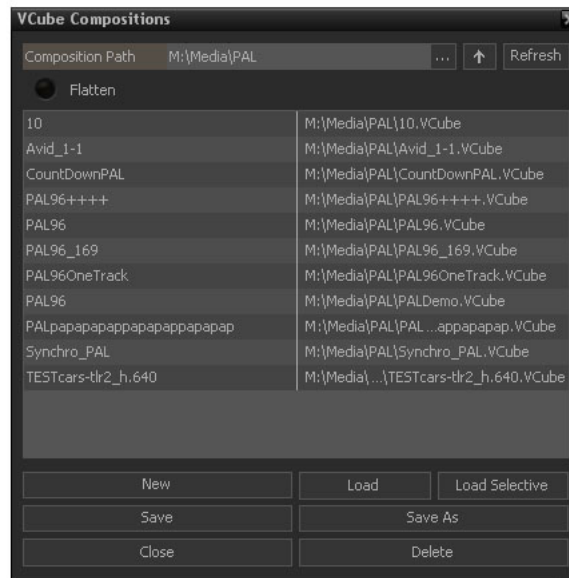 VCube Compositions
Composition Path M:\Media\PAL ... ↑ Refresh
Flatten
10 M:\Media\PAL\10.VCube
Avid_1-1 M:\Media\PAL\Avid_1-1.VCube
CountDownPAL M:\Media\PAL\CountDownPAL.VCube
PAL96++++ M:\Media\PAL\PAL96++++.VCube
PAL96 M:\Media\PAL\PAL96.VCube
PAL96_169 M:\Media\PAL\PAL96_169.VCube
PAL96OneTrack M:\Media\PAL\PAL96OneTrack.VCube
PAL96 M:\Media\PAL\PALDemo.VCube
PALpapapapappapapappapapap M:\Media\PAL\PAL...appapapap.VCube
Synchro_PAL M:\Media\PAL\Synchro_PAL.VCube
TESTcars-tlr2_h.640 M:\Media\...\TESTcars-tlr2_h.640.VCube
New Load Load Selective
Save Save As
Close Delete